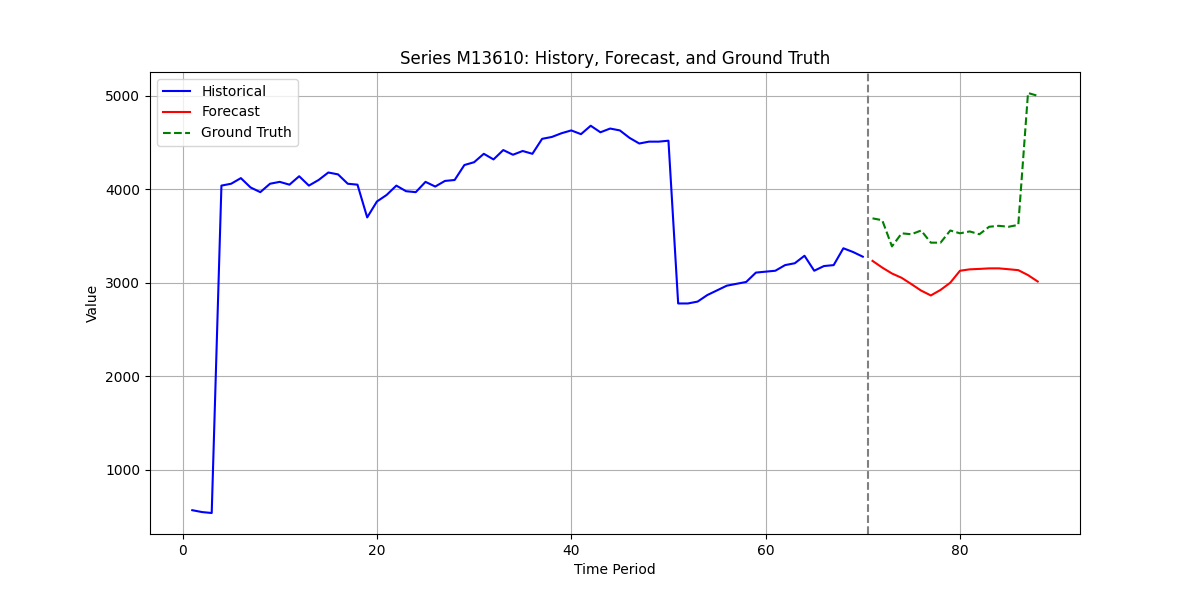 Series M13610: History, Forecast, and Ground Truth
Historical
Forecast
Ground Truth
5000
4000
3000
2000
1000
Value
0 20 40 60 80
Time Period